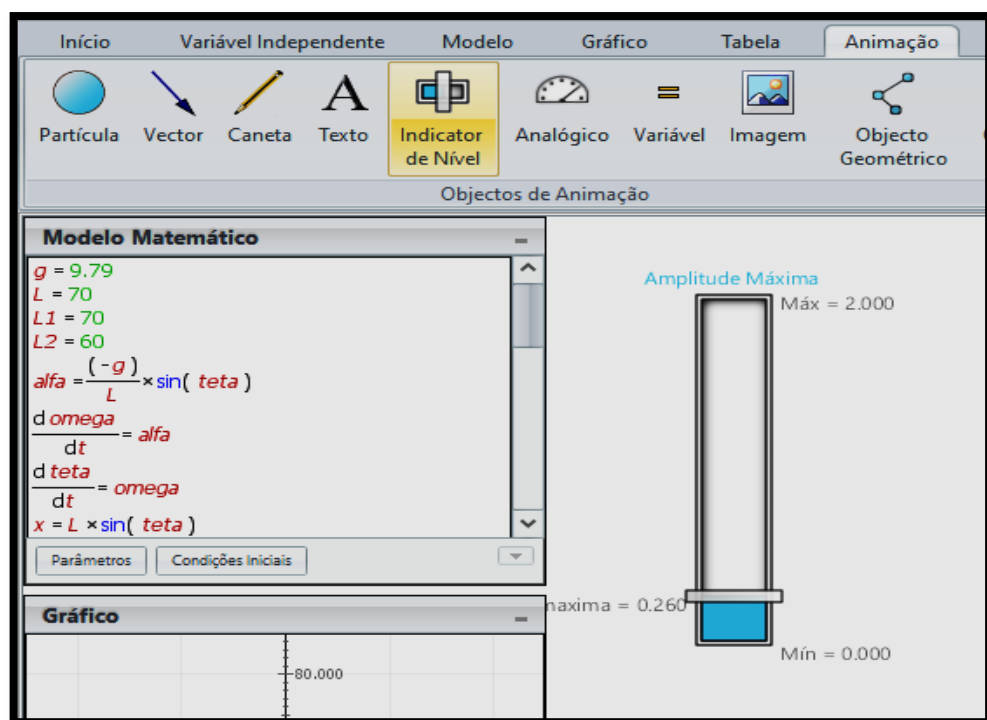 Início Variável Independente Modelo Gráfico Tabela Animação
Partícula Vector Caneta Texto Indicator de Nível Analógico Variável Imagem Objecto Geométrico
Objectos de Animação
Modelo Matemático
g = 9.79
L = 70
L1 = 70
L2 = 60
alfa = (-g)/L × sin( teta )
d omega/dt = alfa
d teta/dt = omega
x = L × sin( teta )
Parâmetros Condições Iniciais
Gráfico
80.000
Amplitude Máxima
Máx = 2.000
maxima = 0.260
Mín = 0.000